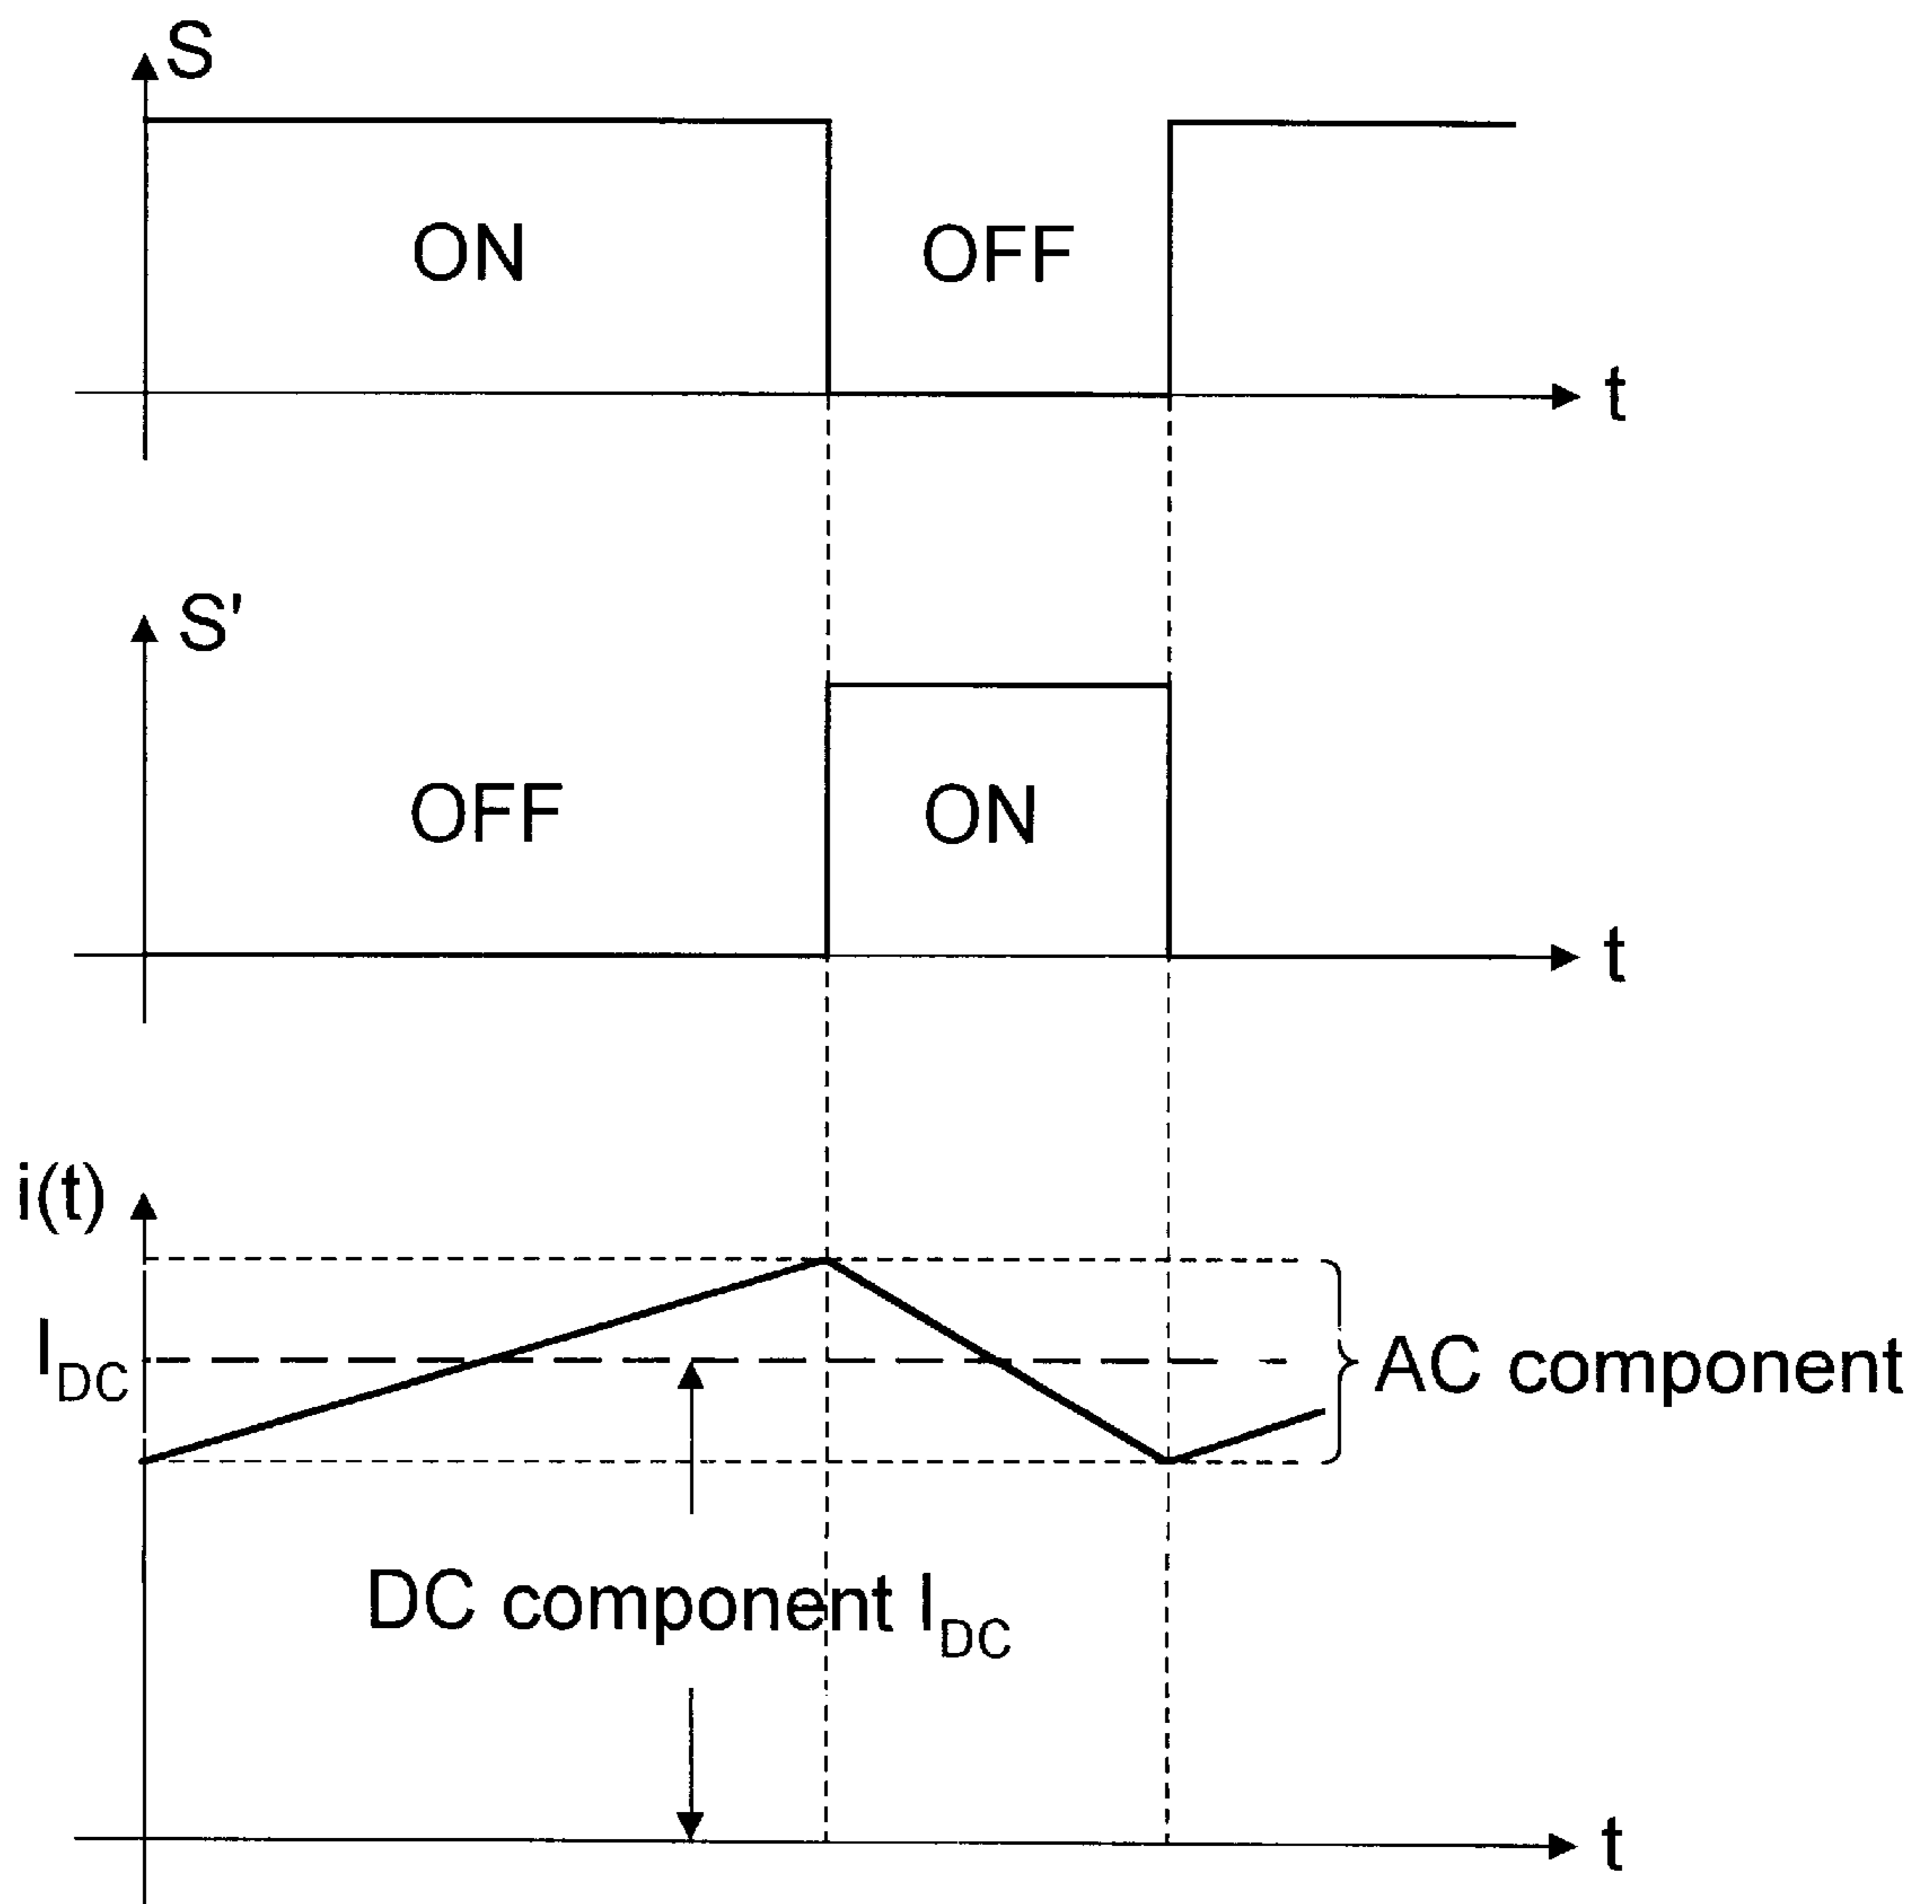 S
ON
OFF
t
S'
OFF
ON
t
i(t)
I_DC
AC component
DC component I_DC
t